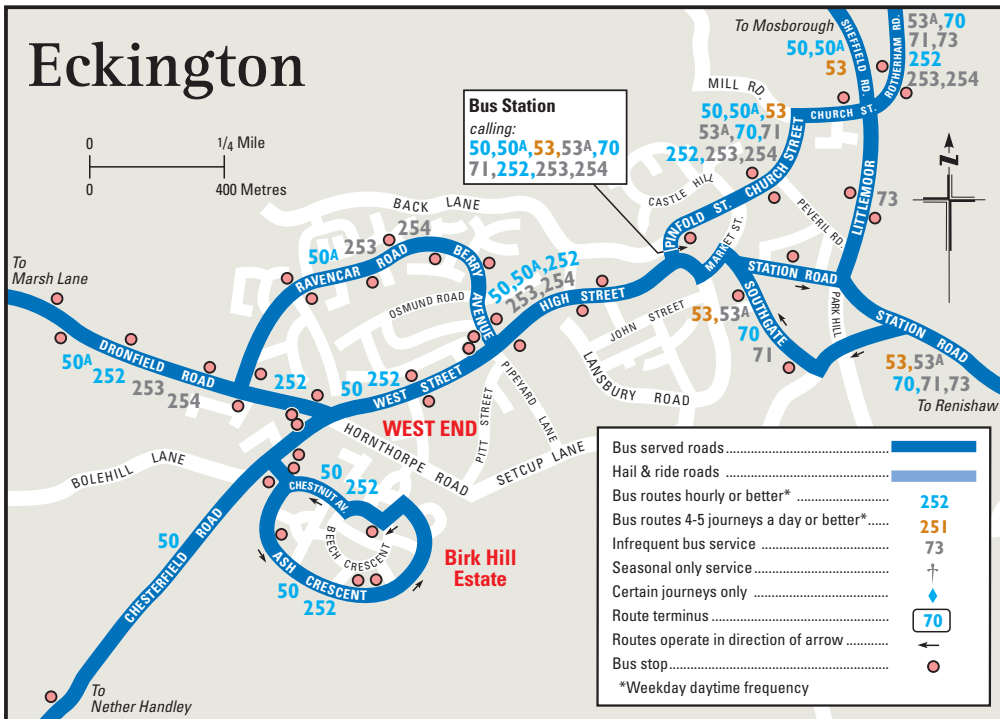 Eckington
0 1/4 Mile
0 400 Metres
Bus Station
calling:
50,50A,53,53A,70
71,252,253,254
To Mosborough
50,50A
53
SHEFFIELD RD.
ROTHERHAM RD.
53A,70
71,73
252
253,254
MILL RD.
CHURCH ST.
50,50A,53
53A,70,71
252,253,254
CASTLE HILL
PINFOLD ST.
CHURCH STREET
MARKET ST.
PEVERIL RD.
LITTLEMOOR
73
N
BACK LANE
254
253
50A
RAVENCAR ROAD
BERRY AVENUE
OSMUND ROAD
50,50A,252
253,254
HIGH STREET
STATION ROAD
PARK HILL
STATION ROAD
SOUTHGATE
JOHN STREET
53,53A
70
71
LANSBURY ROAD
53,53A
70,71,73
To Renishaw
To
Marsh Lane
DRONFIELD ROAD
50A
252
253
254
252
50
252
WEST STREET
WEST END
PITT STREET
PIPEYARD LANE
SETCUP LANE
HORNTHORPE ROAD
BOLEHILL LANE
50
252
CHESTNUT AV.
BEECH CRESCENT
Birk Hill
Estate
ASH CRESCENT
50
252
50
CHESTERFIELD ROAD
To
Nether Handley
Bus served roads
Hail & ride roads
Bus routes hourly or better* 252
Bus routes 4-5 journeys a day or better* 251
Infrequent bus service 73
Seasonal only service †
Certain journeys only ♦
Route terminus 70
Routes operate in direction of arrow ←
Bus stop
*Weekday daytime frequency